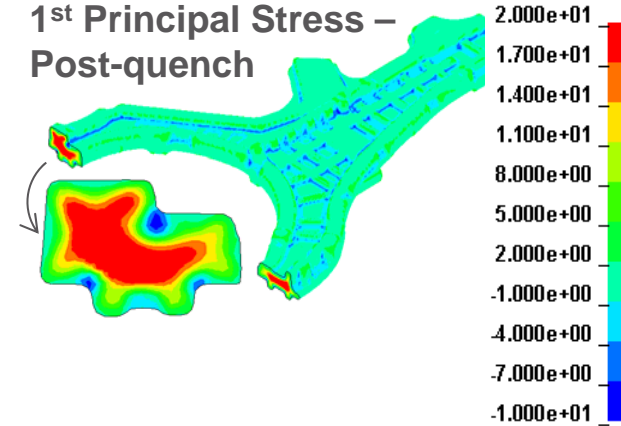 1st Principal Stress –
Post-quench
2.000e+01
1.700e+01
1.400e+01
1.100e+01
8.000e+00
5.000e+00
2.000e+00
-1.000e+00
-4.000e+00
-7.000e+00
-1.000e+01